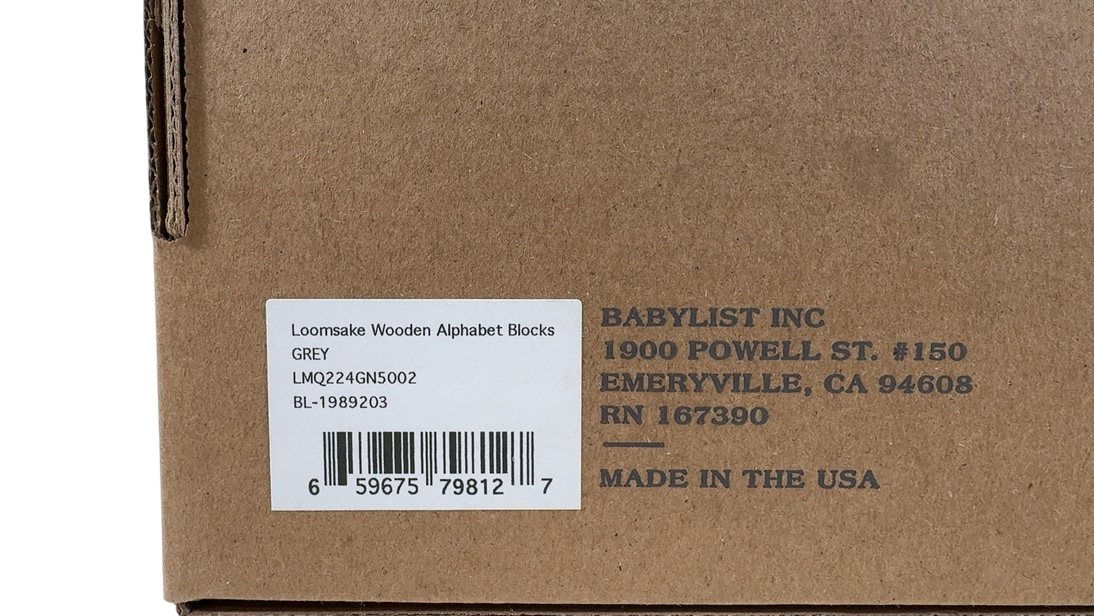 Loomsake Wooden Alphabet Blocks
GREY
LMQ224GN5002
BL-1989203
6 59675 79812 7
BABYLIST INC
1900 POWELL ST. #150
EMERYVILLE, CA 94608
RN 167390
MADE IN THE USA